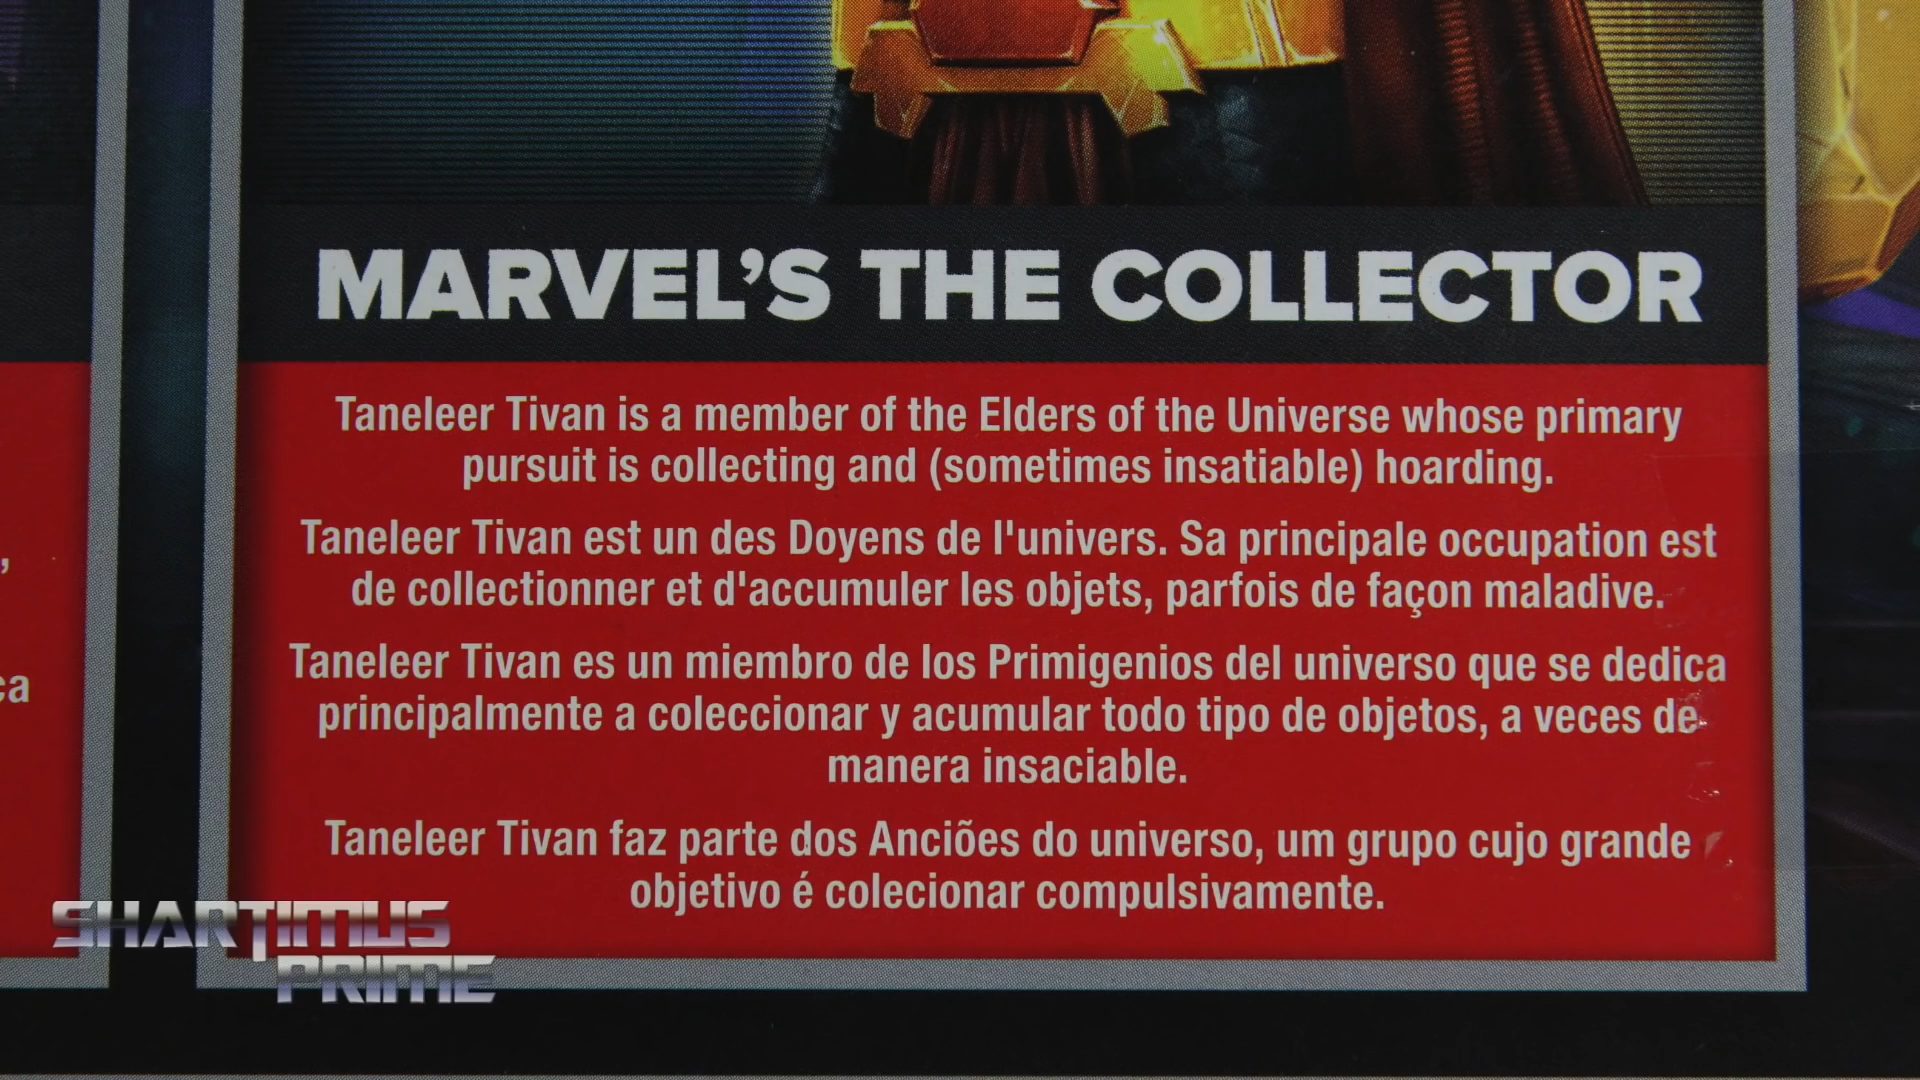 MARVEL'S THE COLLECTOR
Taneleer Tivan is a member of the Elders of the Universe whose primary
pursuit is collecting and (sometimes insatiable) hoarding.
Taneleer Tivan est un des Doyens de l'univers. Sa principale occupation est
de collectionner et d'accumuler les objets, parfois de façon maladive.
Taneleer Tivan es un miembro de los Primigenios del universo que se dedica
principalmente a coleccionar y acumular todo tipo de objetos, a veces de
manera insaciable.
Taneleer Tivan faz parte dos Anciões do universo, um grupo cujo grande
objetivo é colecionar compulsivamente.
SHARTIMUS
PRIME